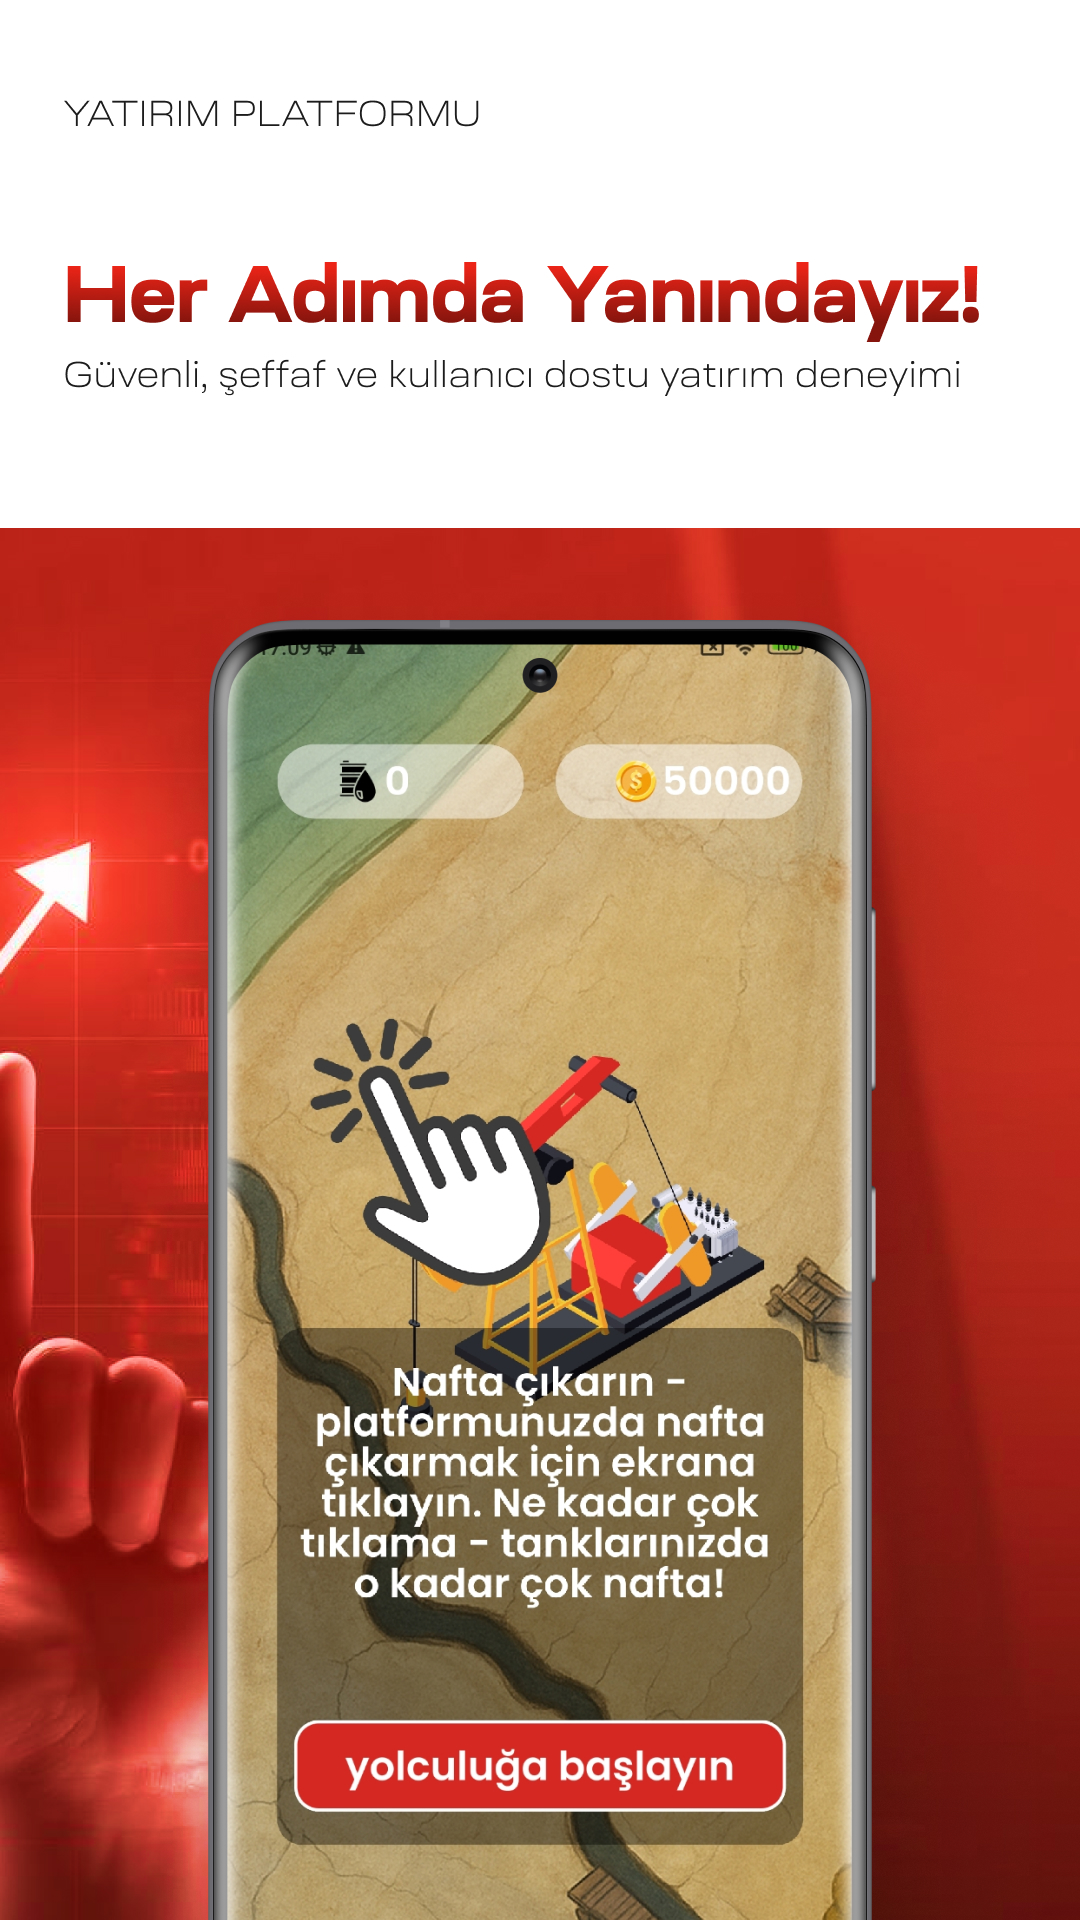 YATIRIM PLATFORMU
Her Adımda Yanındayız!
Güvenli, şeffaf ve kullanıcı dostu yatırım deneyimi
17:09
100
0
50000
Nafta çıkarın -
platformunuzda nafta
çıkarmak için ekrana
tıklayın. Ne kadar çok
tıklama - tanklarınızda
o kadar çok nafta!
yolculuğa başlayın